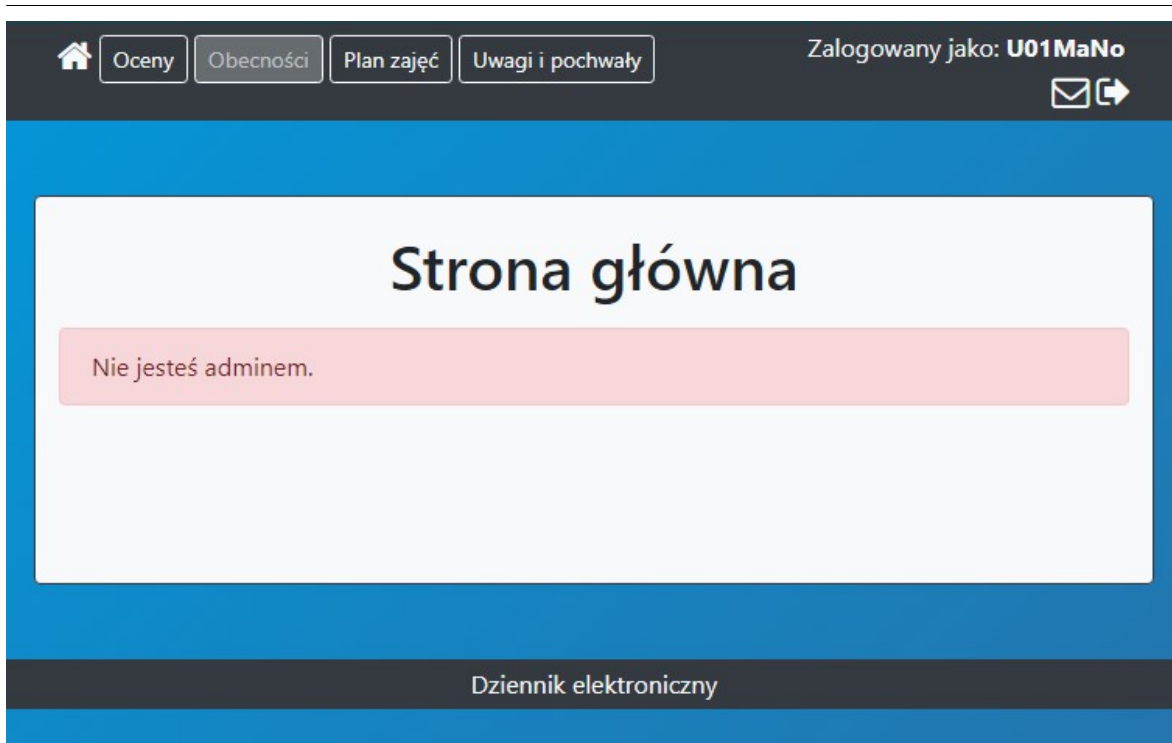 Oceny Obecności Plan zajęć Uwagi i pochwały Zalogowany jako: U01MaNo
Strona główna
Nie jesteś adminem.
Dziennik elektroniczny